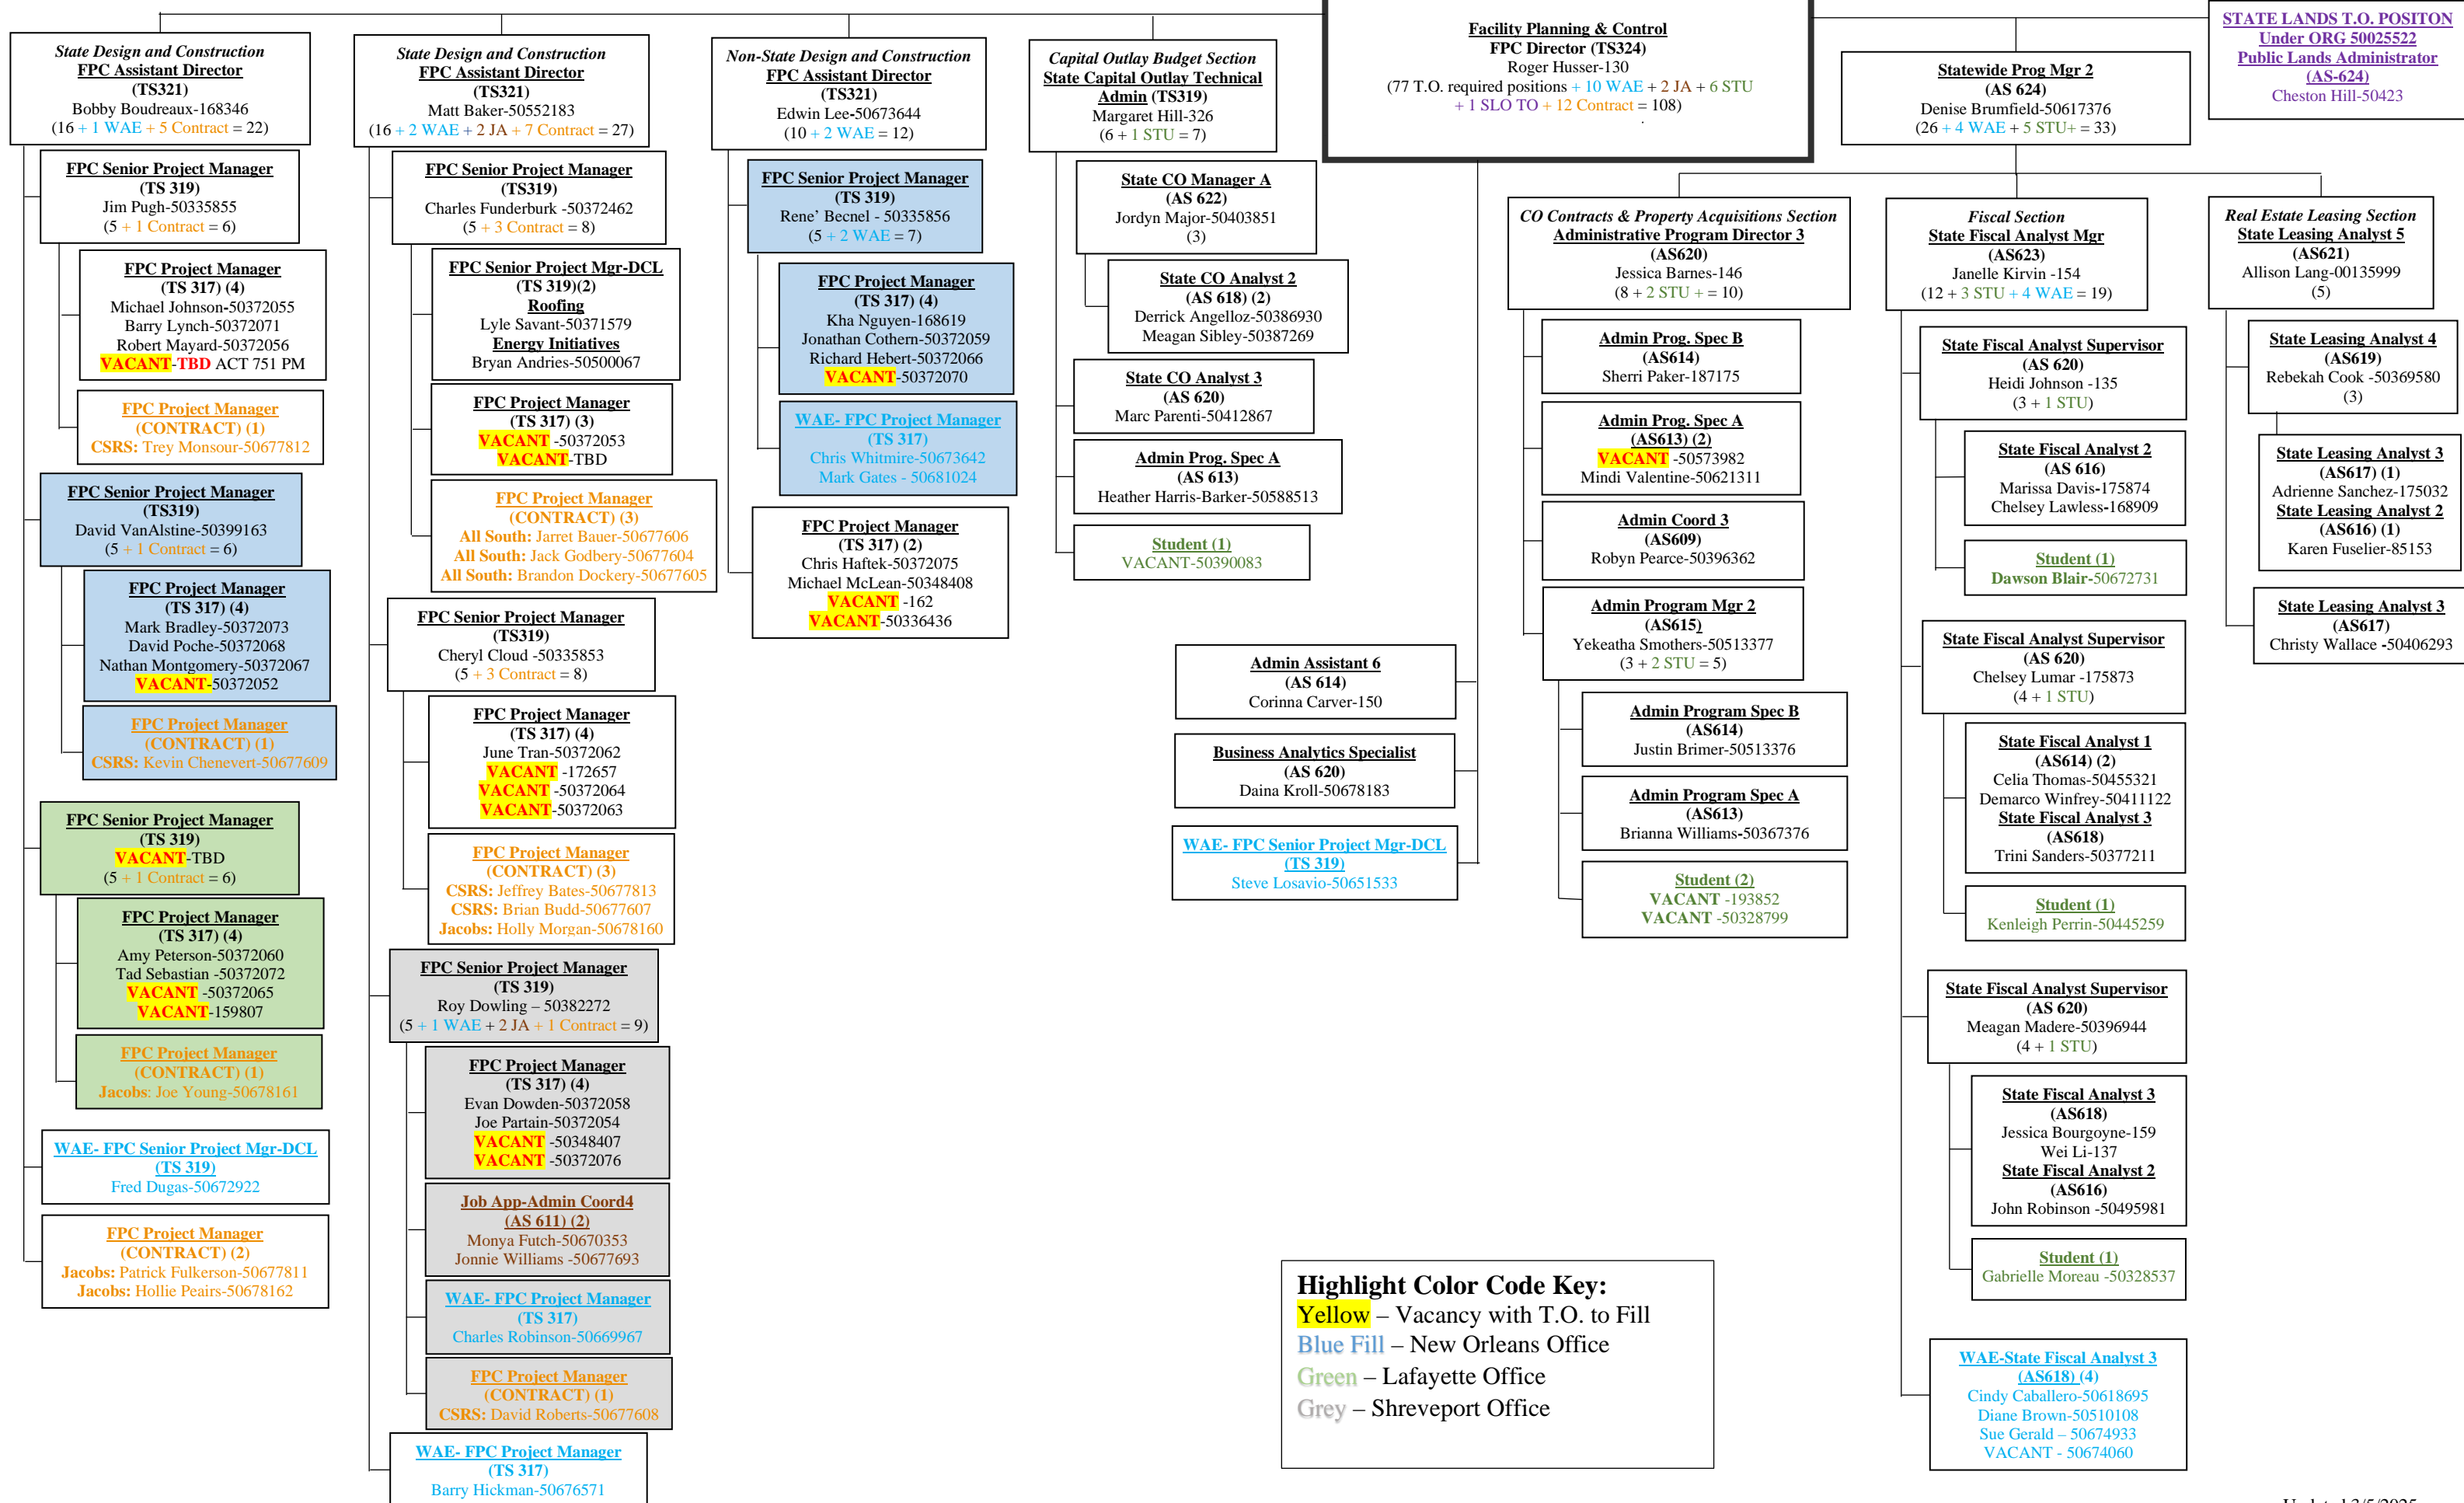 State Design and Construction
FPC Assistant Director
(TS321)
Bobby Boudreaux-168346
(16 + 1 WAE + 5 Contract = 22)
FPC Senior Project Manager
(TS 319)
Jim Pugh-50335855
(5 + 1 Contract = 6)
FPC Project Manager
(TS 317) (4)
Michael Johnson-50372055
Barry Lynch-50372071
Robert Mayard-50372056
VACANT-TBD ACT 751 PM
FPC Project Manager
(CONTRACT) (1)
CSRS: Trey Monsour-50677812
FPC Senior Project Manager
(TS319)
David VanAlstine-50399163
(5 + 1 Contract = 6)
FPC Project Manager
(TS 317) (4)
Mark Bradley-50372073
David Poche-50372068
Nathan Montgomery-50372067
VACANT-50372052
FPC Project Manager
(CONTRACT) (1)
CSRS: Kevin Chenevert-50677609
FPC Senior Project Manager
(TS 319)
VACANT-TBD
(5 + 1 Contract = 6)
FPC Project Manager
(TS 317) (4)
Amy Peterson-50372060
Tad Sebastian -50372072
VACANT -50372065
VACANT-159807
FPC Project Manager
(CONTRACT) (1)
Jacobs: Joe Young-50678161
WAE- FPC Senior Project Mgr-DCL
(TS 319)
Fred Dugas-50672922
FPC Project Manager
(CONTRACT) (2)
Jacobs: Patrick Fulkerson-50677811
Jacobs: Hollie Peairs-50678162
State Design and Construction
FPC Assistant Director
(TS321)
Matt Baker-50552183
(16 + 2 WAE + 2 JA + 7 Contract = 27)
FPC Senior Project Manager
(TS319)
Charles Funderburk -50372462
(5 + 3 Contract = 8)
FPC Senior Project Mgr-DCL
(TS 319)(2)
Roofing
Lyle Savant-50371579
Energy Initiatives
Bryan Andries-50500067
FPC Project Manager
(TS 317) (3)
VACANT -50372053
VACANT-TBD
FPC Project Manager
(CONTRACT) (3)
All South: Jarret Bauer-50677606
All South: Jack Godbery-50677604
All South: Brandon Dockery-50677605
FPC Senior Project Manager
(TS319)
Cheryl Cloud -50335853
(5 + 3 Contract = 8)
FPC Project Manager
(TS 317) (4)
June Tran-50372062
VACANT -172657
VACANT -50372064
VACANT-50372063
FPC Project Manager
(CONTRACT) (3)
CSRS: Jeffrey Bates-50677813
CSRS: Brian Budd-50677607
Jacobs: Holly Morgan-50678160
FPC Senior Project Manager
(TS 319)
Roy Dowling – 50382272
(5 + 1 WAE + 2 JA + 1 Contract = 9)
FPC Project Manager
(TS 317) (4)
Evan Dowden-50372058
Joe Partain-50372054
VACANT -50348407
VACANT -50372076
Job App-Admin Coord4
(AS 611) (2)
Monya Futch-50670353
Jonnie Williams -50677693
WAE- FPC Project Manager
(TS 317)
Charles Robinson-50669967
FPC Project Manager
(CONTRACT) (1)
CSRS: David Roberts-50677608
WAE- FPC Project Manager
(TS 317)
Barry Hickman-50676571
Non-State Design and Construction
FPC Assistant Director
(TS321)
Edwin Lee-50673644
(10 + 2 WAE = 12)
FPC Senior Project Manager
(TS 319)
Rene’ Becnel - 50335856
(5 + 2 WAE = 7)
FPC Project Manager
(TS 317) (4)
Kha Nguyen-168619
Jonathan Cothern-50372059
Richard Hebert-50372066
VACANT-50372070
WAE- FPC Project Manager
(TS 317)
Chris Whitmire-50673642
Mark Gates - 50681024
FPC Project Manager
(TS 317) (2)
Chris Haftek-50372075
Michael McLean-50348408
VACANT -162
VACANT-50336436
Capital Outlay Budget Section
State Capital Outlay Technical
Admin (TS319)
Margaret Hill-326
(6 + 1 STU = 7)
State CO Manager A
(AS 622)
Jordyn Major-50403851
(3)
State CO Analyst 2
(AS 618) (2)
Derrick Angelloz-50386930
Meagan Sibley-50387269
State CO Analyst 3
(AS 620)
Marc Parenti-50412867
Admin Prog. Spec A
(AS 613)
Heather Harris-Barker-50588513
Student (1)
VACANT-50390083
Facility Planning & Control
FPC Director (TS324)
Roger Husser-130
(77 T.O. required positions + 10 WAE + 2 JA + 6 STU
+ 1 SLO TO + 12 Contract = 108)
.
Admin Assistant 6
(AS 614)
Corinna Carver-150
Business Analytics Specialist
(AS 620)
Daina Kroll-50678183
WAE- FPC Senior Project Mgr-DCL
(TS 319)
Steve Losavio-50651533
Statewide Prog Mgr 2
(AS 624)
Denise Brumfield-50617376
(26 + 4 WAE + 5 STU+ = 33)
CO Contracts & Property Acquisitions Section
Administrative Program Director 3
(AS620)
Jessica Barnes-146
(8 + 2 STU + = 10)
Admin Prog. Spec B
(AS614)
Sherri Paker-187175
Admin Prog. Spec A
(AS613) (2)
VACANT -50573982
Mindi Valentine-50621311
Admin Coord 3
(AS609)
Robyn Pearce-50396362
Admin Program Mgr 2
(AS615)
Yekeatha Smothers-50513377
(3 + 2 STU = 5)
Admin Program Spec B
(AS614)
Justin Brimer-50513376
Admin Program Spec A
(AS613)
Brianna Williams-50367376
Student (2)
VACANT -193852
VACANT -50328799
Fiscal Section
State Fiscal Analyst Mgr
(AS623)
Janelle Kirvin -154
(12 + 3 STU + 4 WAE = 19)
State Fiscal Analyst Supervisor
(AS 620)
Heidi Johnson -135
(3 + 1 STU)
State Fiscal Analyst 2
(AS 616)
Marissa Davis-175874
Chelsey Lawless-168909
Student (1)
Dawson Blair-50672731
State Fiscal Analyst Supervisor
(AS 620)
Chelsey Lumar -175873
(4 + 1 STU)
State Fiscal Analyst 1
(AS614) (2)
Celia Thomas-50455321
Demarco Winfrey-50411122
State Fiscal Analyst 3
(AS618)
Trini Sanders-50377211
Student (1)
Kenleigh Perrin-50445259
State Fiscal Analyst Supervisor
(AS 620)
Meagan Madere-50396944
(4 + 1 STU)
State Fiscal Analyst 3
(AS618)
Jessica Bourgoyne-159
Wei Li-137
State Fiscal Analyst 2
(AS616)
John Robinson -50495981
Student (1)
Gabrielle Moreau -50328537
WAE-State Fiscal Analyst 3
(AS618) (4)
Cindy Caballero-50618695
Diane Brown-50510108
Sue Gerald – 50674933
VACANT - 50674060
Real Estate Leasing Section
State Leasing Analyst 5
(AS621)
Allison Lang-00135999
(5)
State Leasing Analyst 4
(AS619)
Rebekah Cook -50369580
(3)
State Leasing Analyst 3
(AS617) (1)
Adrienne Sanchez-175032
State Leasing Analyst 2
(AS616) (1)
Karen Fuselier-85153
State Leasing Analyst 3
(AS617)
Christy Wallace -50406293
STATE LANDS T.O. POSITON
Under ORG 50025522
Public Lands Administrator
(AS-624)
Cheston Hill-50423
Highlight Color Code Key:
Yellow – Vacancy with T.O. to Fill
Blue Fill – New Orleans Office
Green – Lafayette Office
Grey – Shreveport Office
Updated 3/5/2025